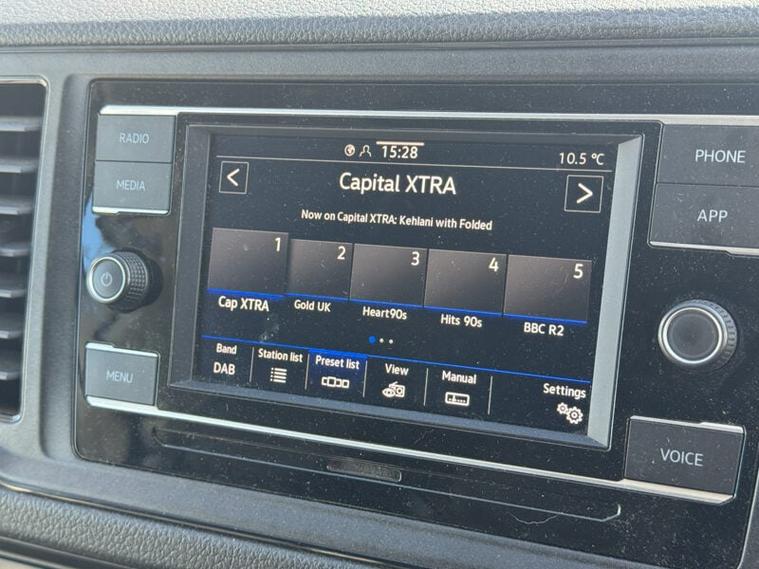 RADIO
MEDIA
MENU
15:28
10.5 °C
< Capital XTRA >
Now on Capital XTRA: Kehlani with Folded
1 2 3 4 5
Cap XTRA Gold UK Heart90s Hits 90s BBC R2
Band Station list Preset list View Manual Settings
DAB
PHONE
APP
VOICE